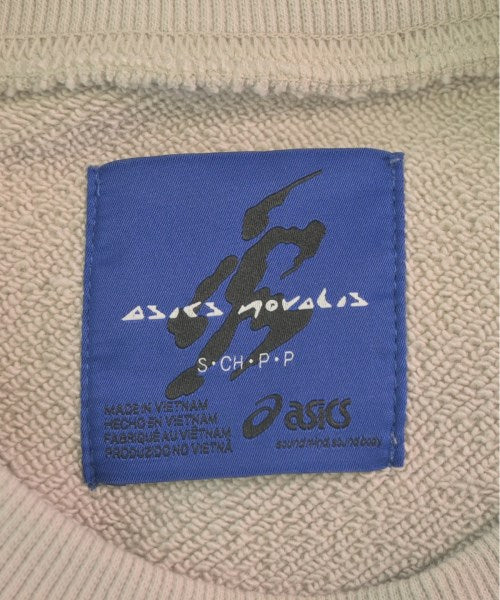 asics novalis
S·CH·P·P
MADE IN VIETNAM
HECHO EN VIETNAM
FABRIQUE AU VIETNAM
PRODUZIDO NO VIETNÃ
asics
sound mind, sound body